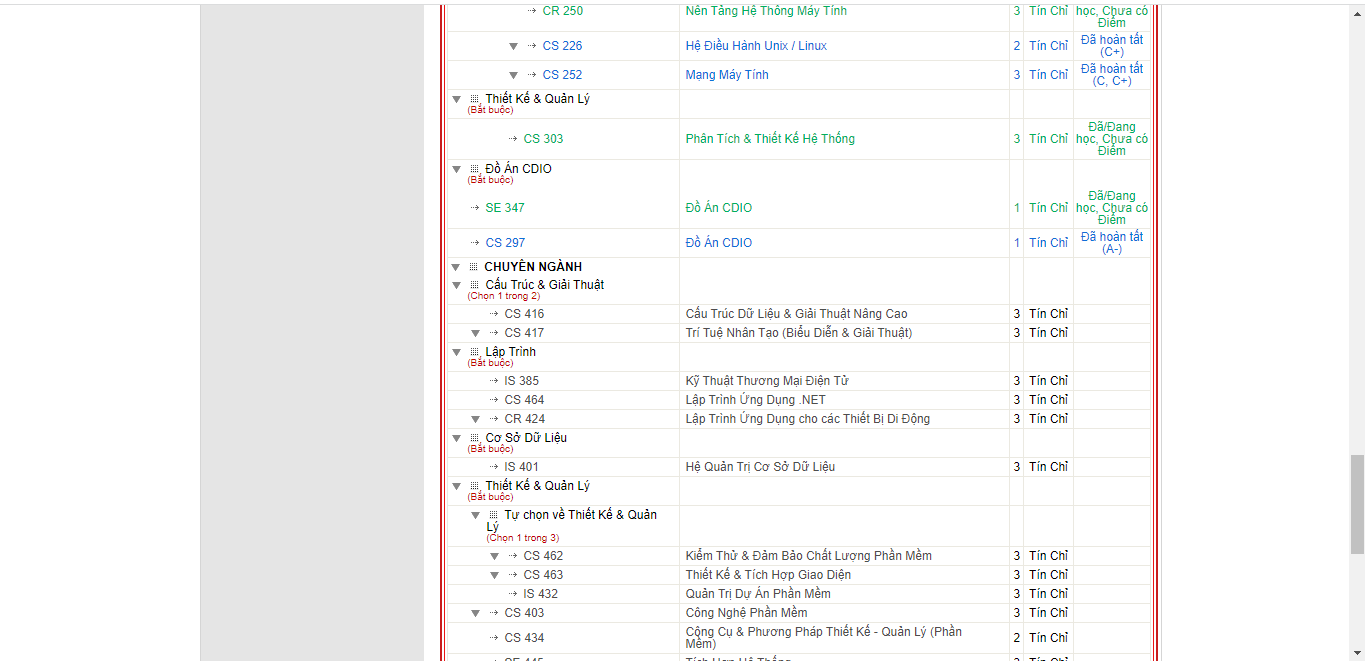 CR 250 Nền Tảng Hệ Thống Máy Tính 3 Tín Chỉ học, Chưa có Điểm
CS 226 Hệ Điều Hành Unix / Linux 2 Tín Chỉ Đã hoàn tất (C+)
CS 252 Mạng Máy Tính 3 Tín Chỉ Đã hoàn tất (C, C+)
Thiết Kế & Quản Lý
(Bắt buộc)
CS 303 Phân Tích & Thiết Kế Hệ Thống 3 Tín Chỉ Đã/Đang học, Chưa có Điểm
Đồ Án CDIO
(Bắt buộc)
SE 347 Đồ Án CDIO 1 Tín Chỉ Đã/Đang học, Chưa có Điểm
CS 297 Đồ Án CDIO 1 Tín Chỉ Đã hoàn tất (A-)
CHUYÊN NGÀNH
Cấu Trúc & Giải Thuật
(Chọn 1 trong 2)
CS 416 Cấu Trúc Dữ Liệu & Giải Thuật Nâng Cao 3 Tín Chỉ
CS 417 Trí Tuệ Nhân Tạo (Biểu Diễn & Giải Thuật) 3 Tín Chỉ
Lập Trình
(Bắt buộc)
IS 385 Kỹ Thuật Thương Mại Điện Tử 3 Tín Chỉ
CS 464 Lập Trình Ứng Dụng .NET 3 Tín Chỉ
CR 424 Lập Trình Ứng Dụng cho các Thiết Bị Di Động 3 Tín Chỉ
Cơ Sở Dữ Liệu
(Bắt buộc)
IS 401 Hệ Quản Trị Cơ Sở Dữ Liệu 3 Tín Chỉ
Thiết Kế & Quản Lý
(Bắt buộc)
Tự chọn về Thiết Kế & Quản
Lý
(Chọn 1 trong 3)
CS 462 Kiểm Thử & Đảm Bảo Chất Lượng Phần Mềm 3 Tín Chỉ
CS 463 Thiết Kế & Tích Hợp Giao Diện 3 Tín Chỉ
IS 432 Quản Trị Dự Án Phần Mềm 3 Tín Chỉ
CS 403 Công Nghệ Phần Mềm 3 Tín Chỉ
CS 434 Công Cụ & Phương Pháp Thiết Kế - Quản Lý (Phần Mềm) 2 Tín Chỉ
SE 445 Tích Hợp Hệ Thống 3 Tín Chỉ